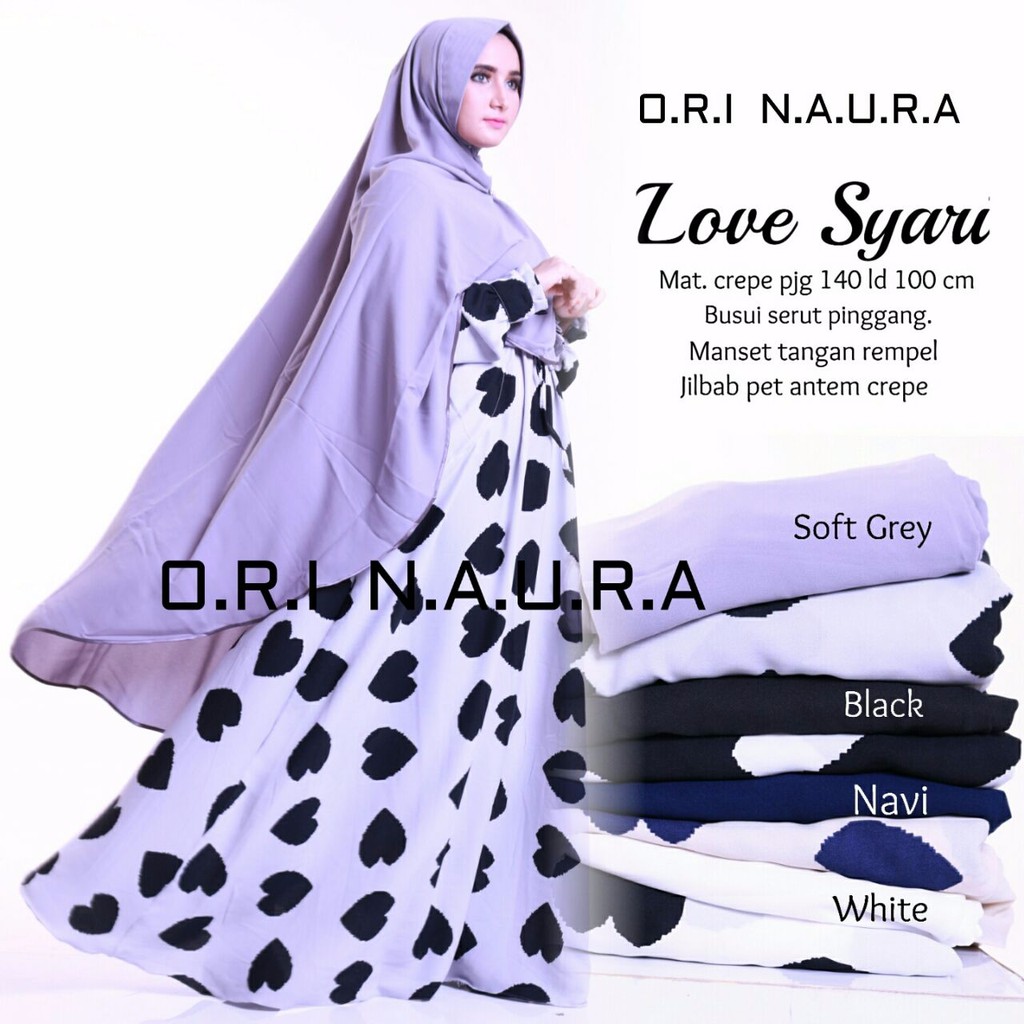 O.R.I N.A.U.R.A
Love Syari
Mat. crepe pjg 140 ld 100 cm
Busui serut pinggang.
Manset tangan rempel
Jilbab pet antem crepe
Soft Grey
O.R.I N.A.U.R.A
Black
Navi
White